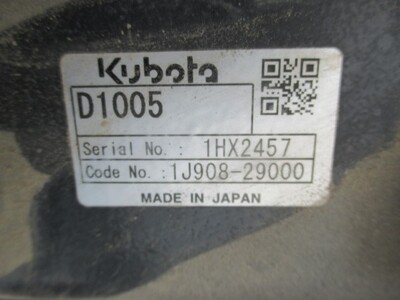 Kubota
D1005
Serial No. : 1HX2457
Code No. : 1J908-29000
MADE IN JAPAN